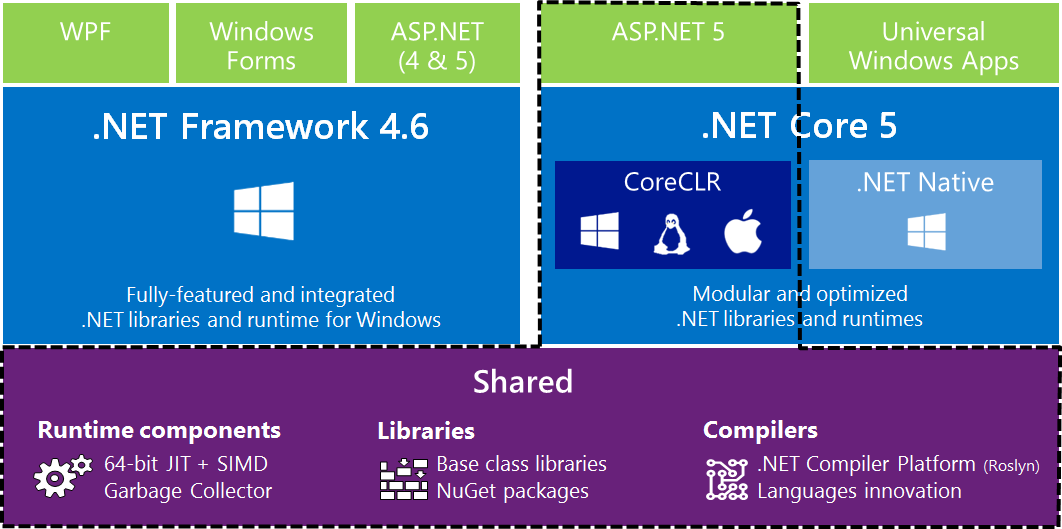 WPF
Windows
Forms
ASP.NET
(4 & 5)
ASP.NET 5
Universal
Windows Apps
.NET Framework 4.6
Fully-featured and integrated
.NET libraries and runtime for Windows
.NET Core 5
CoreCLR
.NET Native
Modular and optimized
.NET libraries and runtimes
Shared
Runtime components
64-bit JIT + SIMD
Garbage Collector
Libraries
Base class libraries
NuGet packages
Compilers
.NET Compiler Platform (Roslyn)
Languages innovation